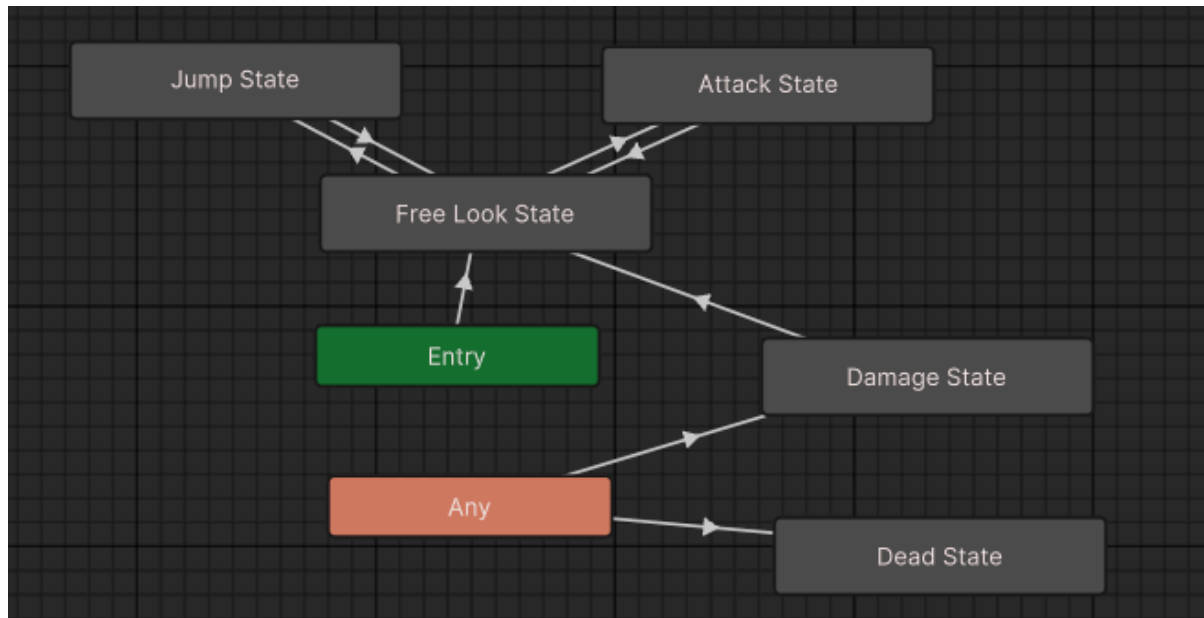 Jump State
Attack State
Free Look State
Entry
Damage State
Any
Dead State